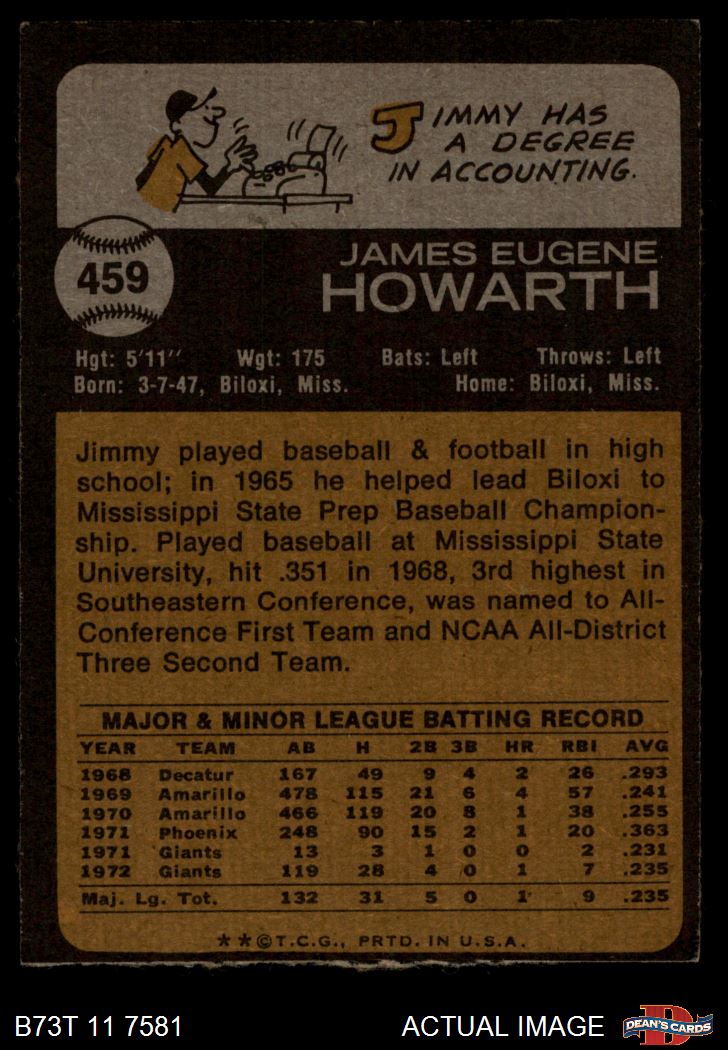 JIMMY HAS
A DEGREE
IN ACCOUNTING.
459
JAMES EUGENE
HOWARTH
Hgt: 5'11" Wgt: 175 Bats: Left Throws: Left
Born: 3-7-47, Biloxi, Miss. Home: Biloxi, Miss.
Jimmy played baseball & football in high
school; in 1965 he helped lead Biloxi to
Mississippi State Prep Baseball Champion-
ship. Played baseball at Mississippi State
University, hit .351 in 1968, 3rd highest in
Southeastern Conference, was named to All-
Conference First Team and NCAA All-District
Three Second Team.
MAJOR & MINOR LEAGUE BATTING RECORD
YEAR TEAM AB H 2B 3B HR RBI AVG
1968 Decatur 167 49 9 4 2 26 .293
1969 Amarillo 478 115 21 6 4 57 .241
1970 Amarillo 466 119 20 8 1 38 .255
1971 Phoenix 248 90 15 2 1 20 .363
1971 Giants 13 3 1 0 0 2 .231
1972 Giants 119 28 4 0 1 7 .235
Maj. Lg. Tot. 132 31 5 0 1 9 .235
**©T.C.G., PRTD. IN U.S.A.
B73T 11 7581 ACTUAL IMAGE D DEAN'S CARDS